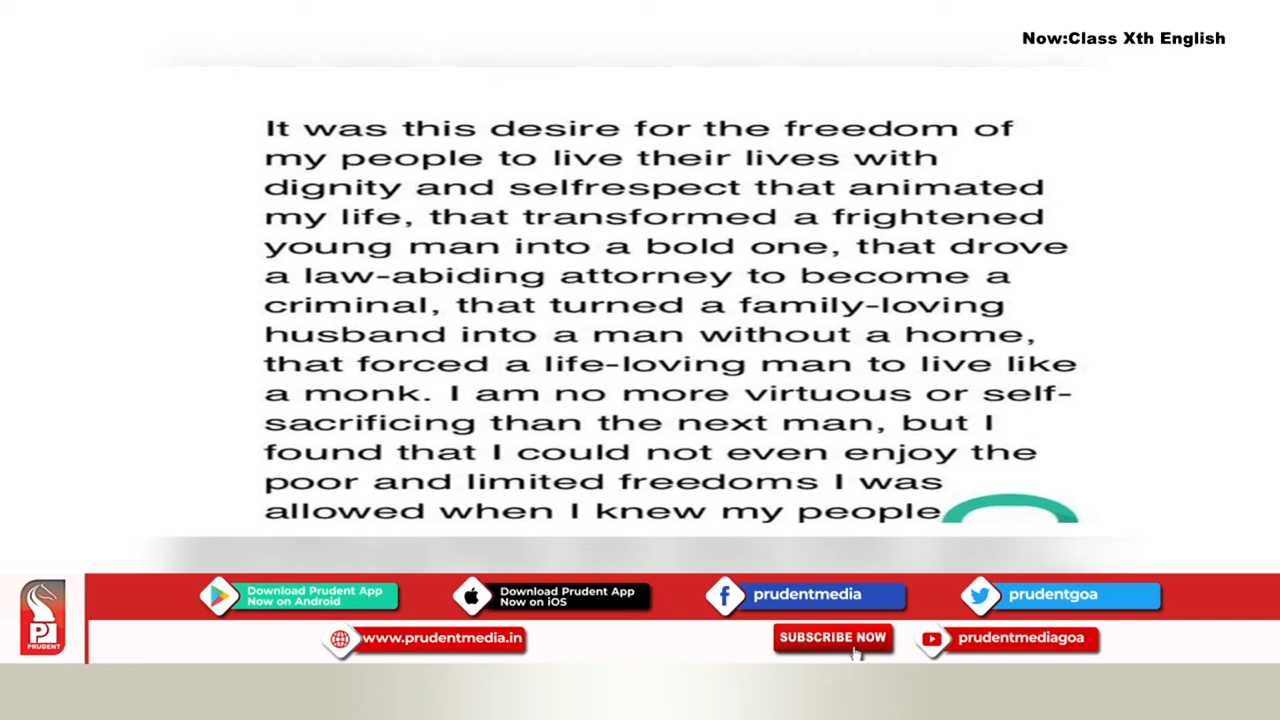 Now:Class Xth English
It was this desire for the freedom of
my people to live their lives with
dignity and selfrespect that animated
my life, that transformed a frightened
young man into a bold one, that drove
a law-abiding attorney to become a
criminal, that turned a family-loving
husband into a man without a home,
that forced a life-loving man to live like
a monk. I am no more virtuous or self-
sacrificing than the next man, but I
found that I could not even enjoy the
poor and limited freedoms I was
allowed when I knew my people
Download Prudent App
Now on Android
Download Prudent App
Now on iOS
prudentmedia
prudentgoa
PRUDENT
www.prudentmedia.in
SUBSCRIBE NOW
prudentmediagoa